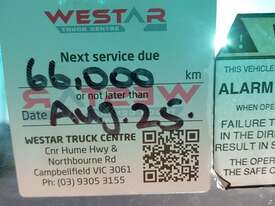 WESTAR
TRUCK CENTRE
Next service due
66,000 km
or not later than
Date Aug. 25.
WESTAR TRUCK CENTRE
Cnr Hume Hwy &
Northbourne Rd
Campbellfield VIC 3061
Ph: (03) 9305 3155
THIS VEHICLE
ALARM
FAILURE T
IN THE DIR
RESULT IN S
THE OPER
THE SAFE C